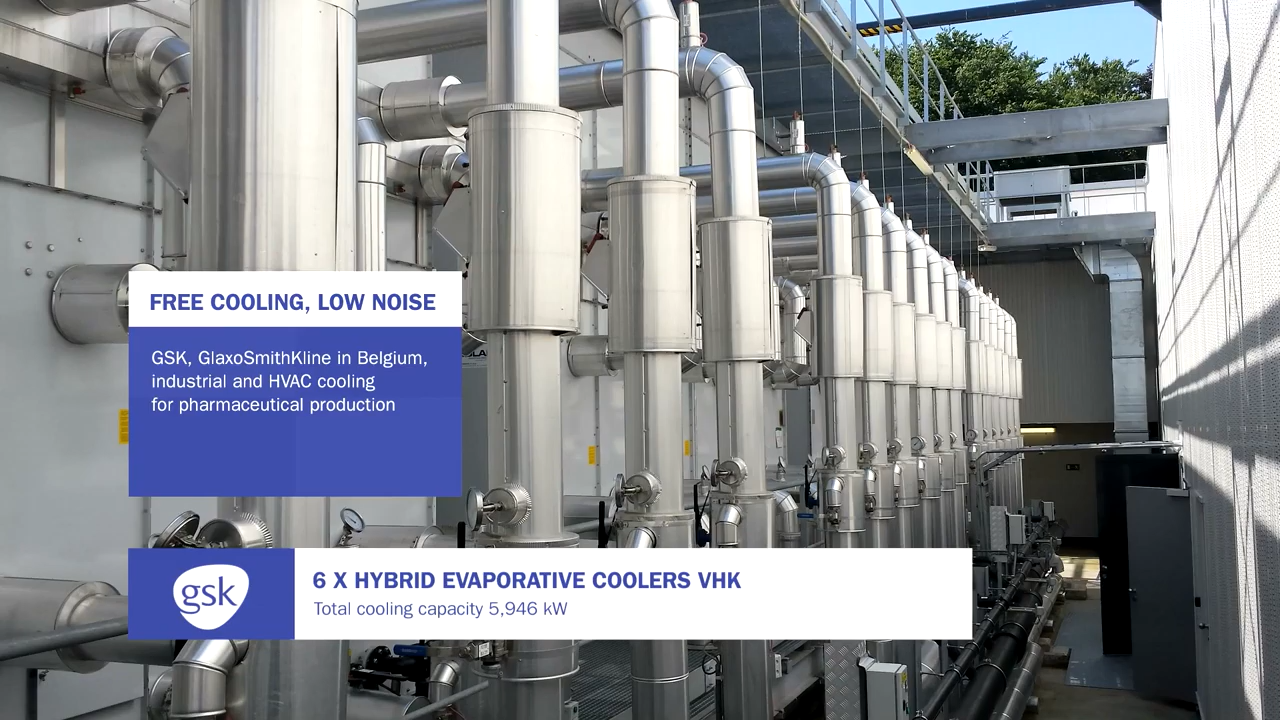 FREE COOLING, LOW NOISE
GSK, GlaxoSmithKline in Belgium,
industrial and HVAC cooling
for pharmaceutical production
gsk
6 X HYBRID EVAPORATIVE COOLERS VHK
Total cooling capacity 5,946 kW